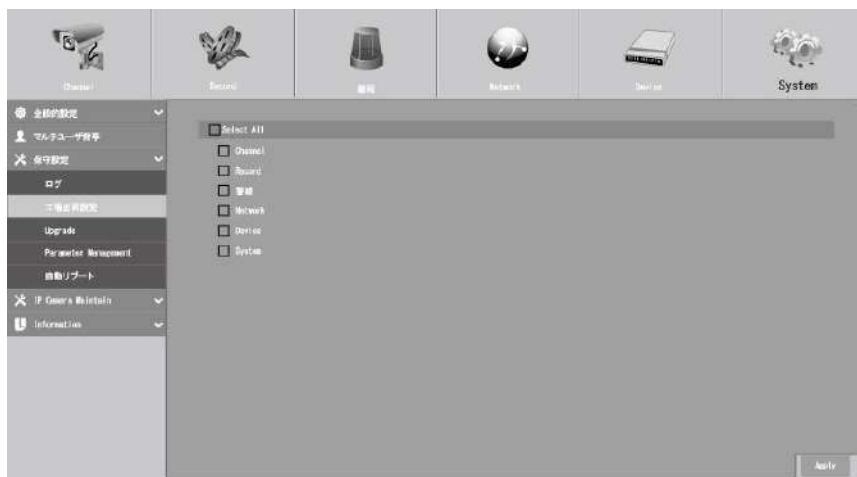 Channel
Record
警報
Network
Device
System
全般的設定
マルチユーザ
保守設定
ログ
工場出荷設定
Upgrade
Parameter Management
自動リブート
IP Camera Maintain
Information
Select All
Channel
Record
警報
Network
Device
System
Apply